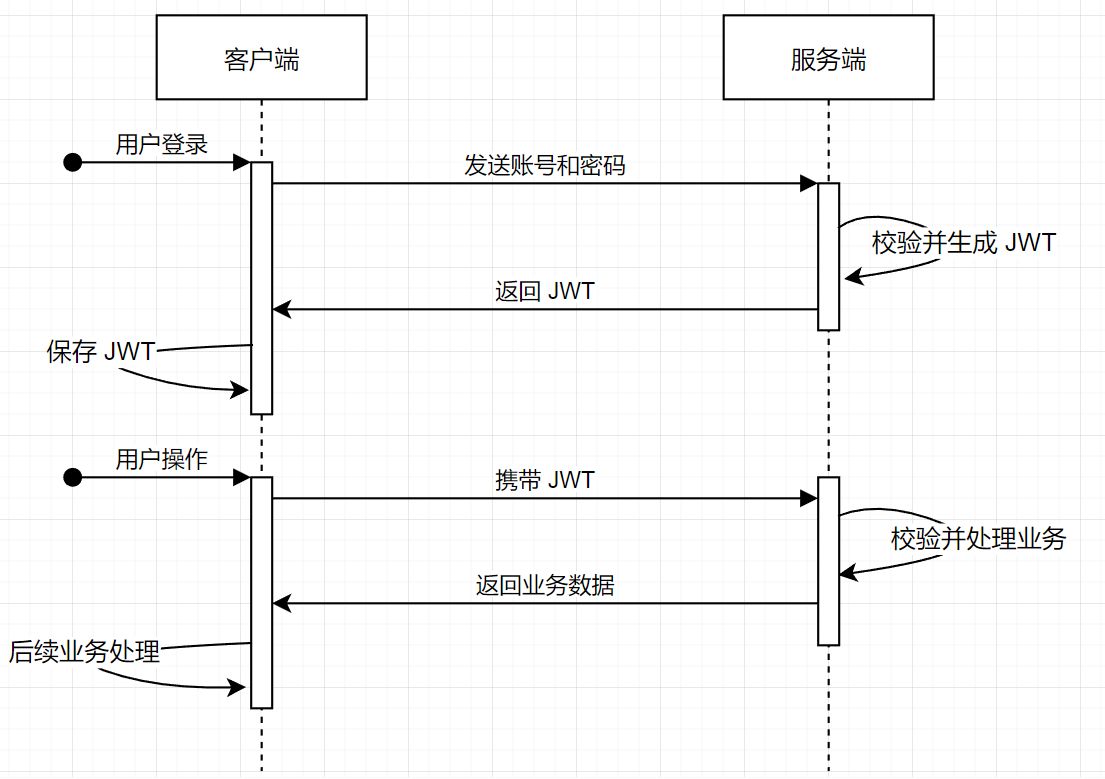 客户端
服务端
用户登录
发送账号和密码
校验并生成 JWT
返回 JWT
保存 JWT
用户操作
携带 JWT
校验并处理业务
返回业务数据
后续业务处理